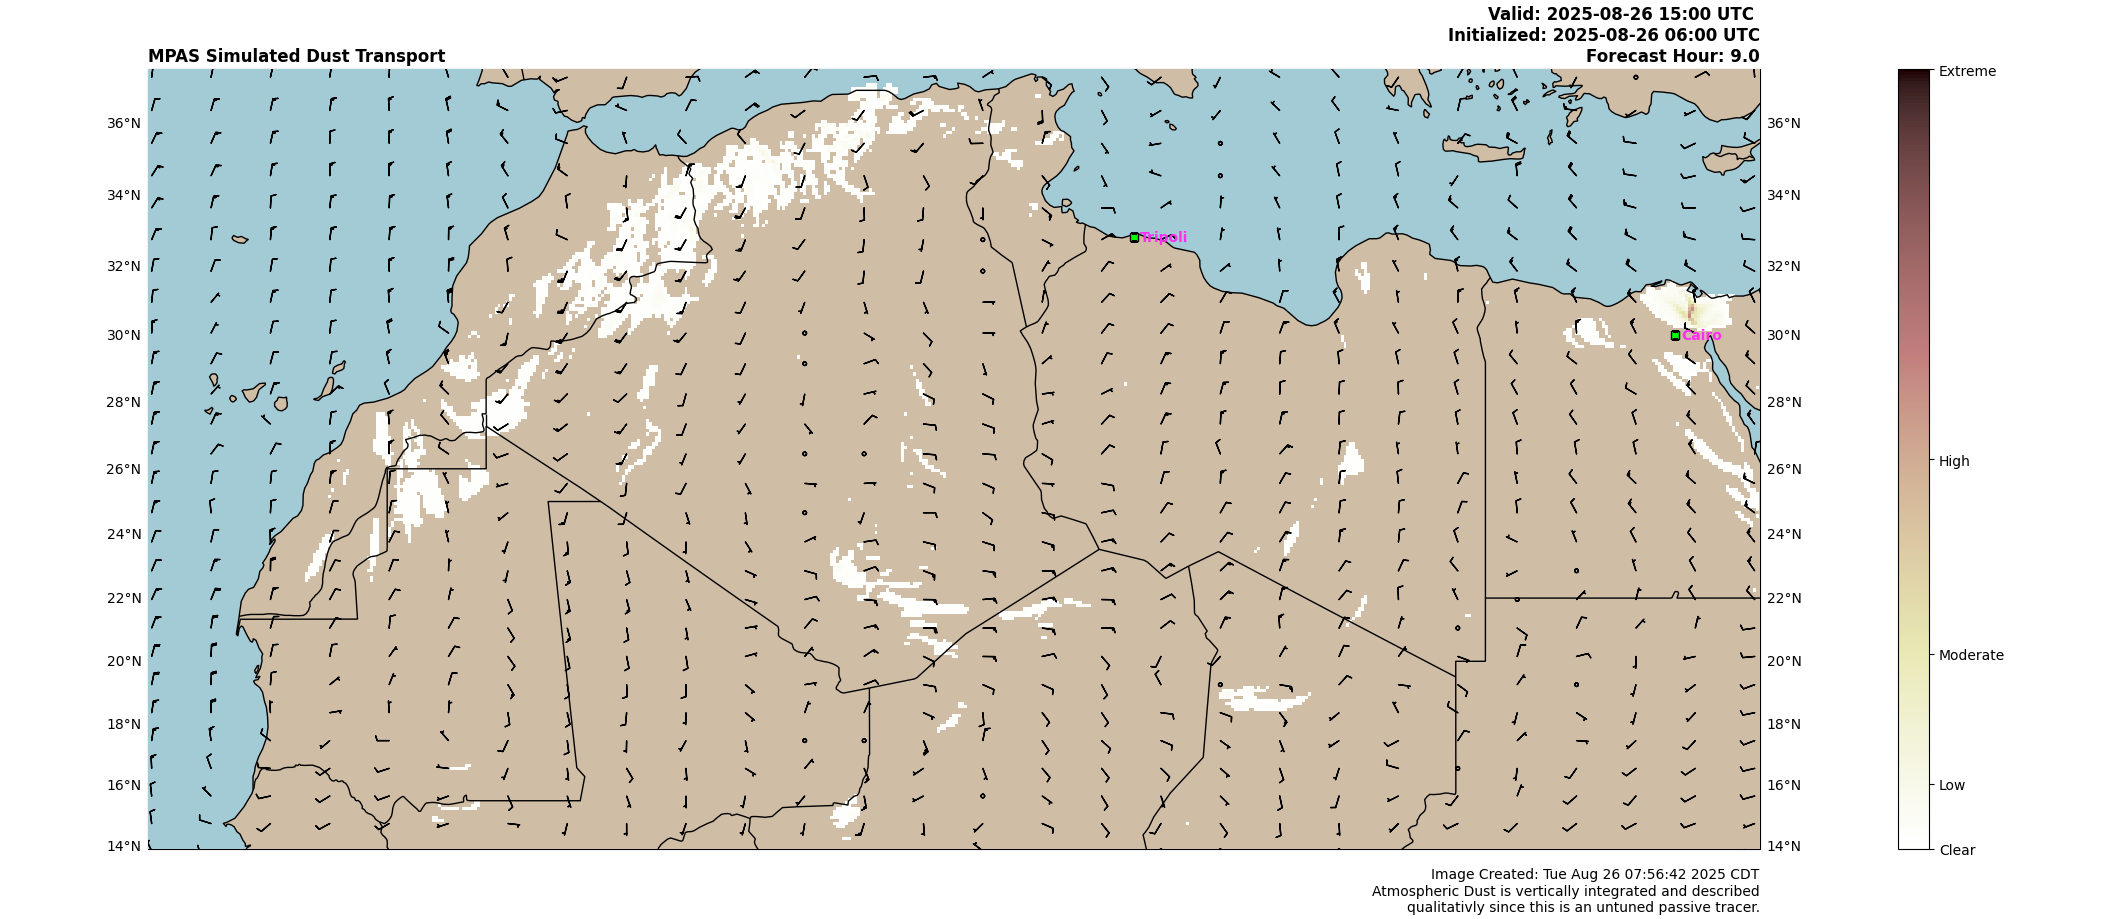 Valid: 2025-08-26 15:00 UTC
Initialized: 2025-08-26 06:00 UTC
MPAS Simulated Dust Transport
Forecast Hour: 9.0
Extreme
36°N
36°N
34°N
34°N
Tripoli
32°N
32°N
30°N
Cairo
30°N
28°N
28°N
High
26°N
26°N
24°N
24°N
22°N
22°N
Moderate
20°N
20°N
18°N
18°N
16°N
16°N
Low
14°N
14°N
Clear
Image Created: Tue Aug 26 07:56:42 2025 CDT
Atmospheric Dust is vertically integrated and described
qualitativly since this is an untuned passive tracer.